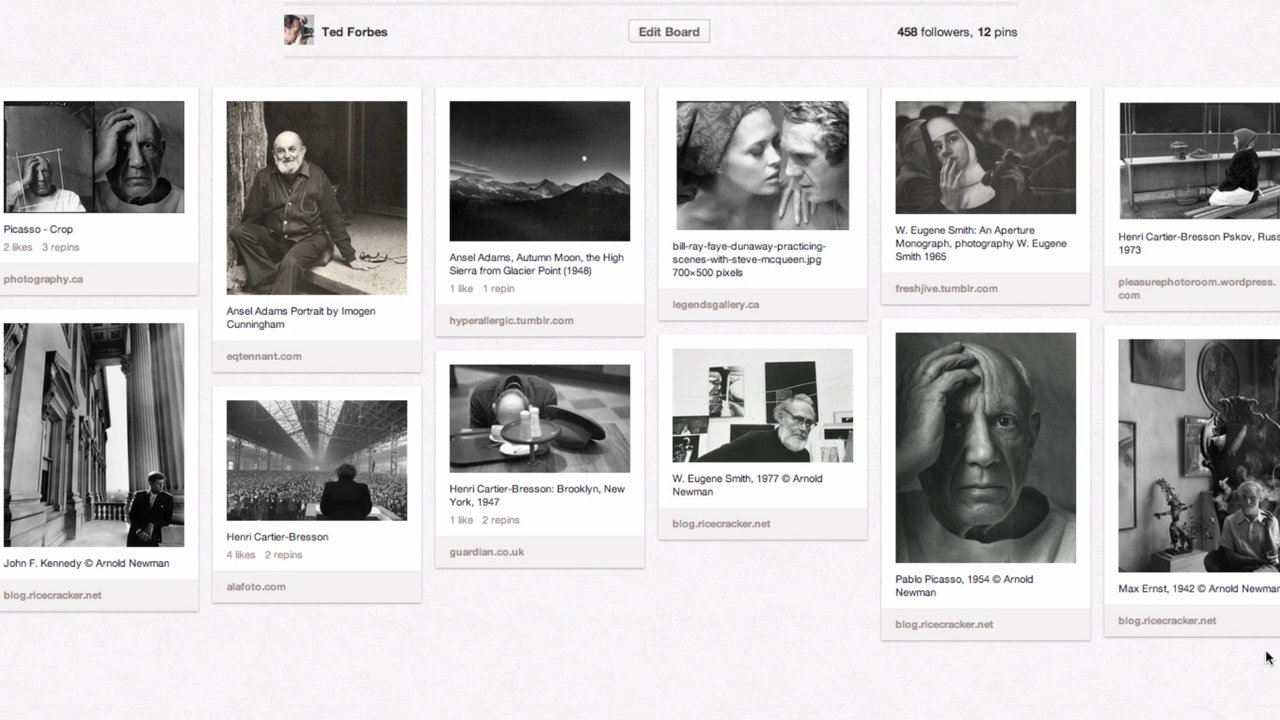 Ted Forbes
Edit Board
458 followers, 12 pins
Picasso - Crop
2 likes 3 repins
photography.ca
John F. Kennedy © Arnold Newman
blog.ricecracker.net
Ansel Adams Portrait by Imogen
Cunningham
eqtennant.com
Henri Cartier-Bresson
4 likes 2 repins
alafoto.com
Ansel Adams, Autumn Moon, the High
Sierra from Glacier Point (1948)
1 like 1 repin
hyperallergic.tumblr.com
Henri Cartier-Bresson: Brooklyn, New
York, 1947
1 like 2 repins
guardian.co.uk
bill-ray-faye-dunaway-practicing-
scenes-with-steve-mcqueen.jpg
700×500 pixels
legendsgallery.ca
W. Eugene Smith, 1977 © Arnold
Newman
blog.ricecracker.net
W. Eugene Smith: An Aperture
Monograph, photography W. Eugene
Smith 1965
freshjive.tumblr.com
Pablo Picasso, 1954 © Arnold
Newman
blog.ricecracker.net
Henri Cartier-Bresson Pskov, Russ
1973
pleasurephotoroom.wordpress.
com
Max Ernst, 1942 © Arnold Newman
blog.ricecracker.net